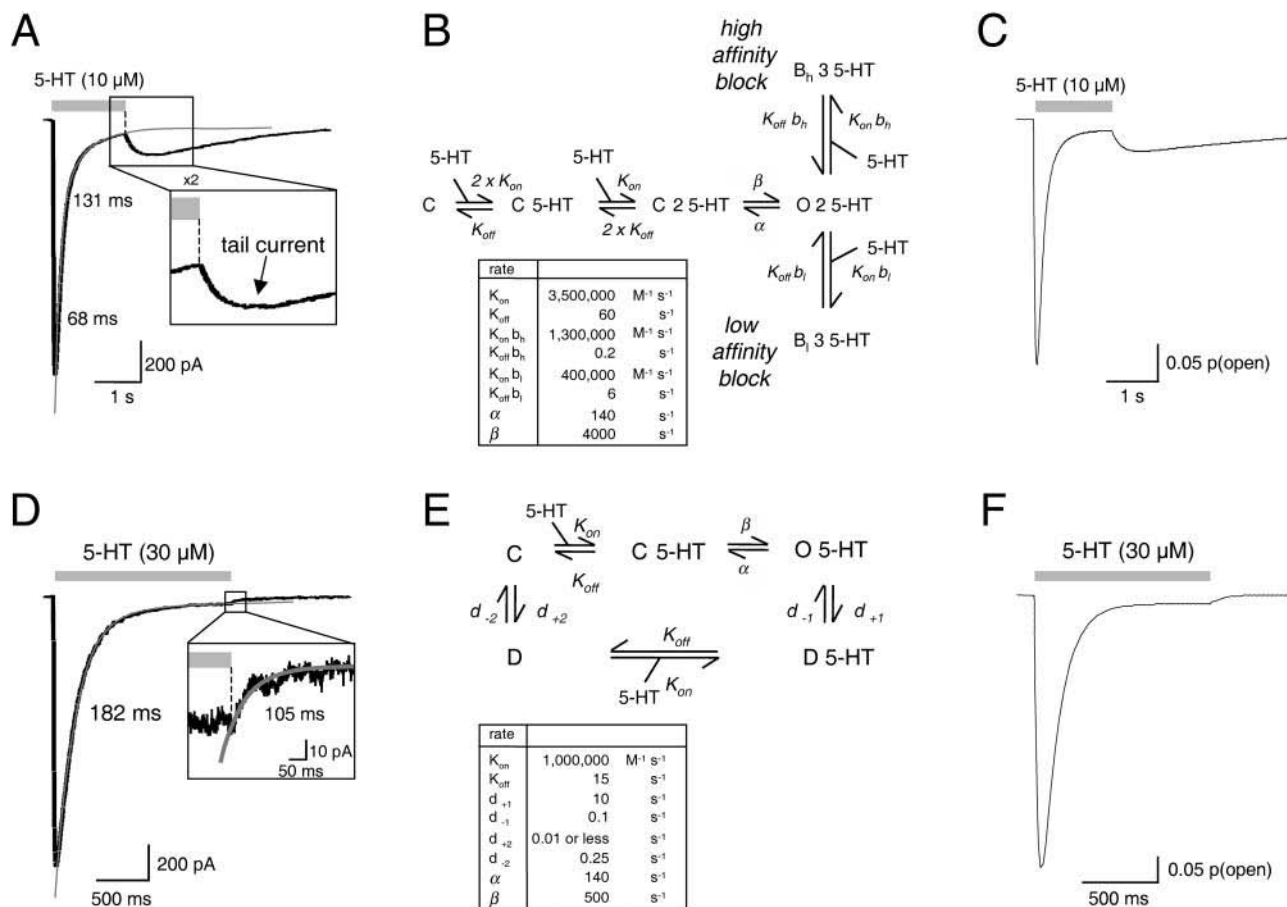 A
5-HT (10 µM)
131 ms
68 ms
x2
tail current
200 pA
1 s
B
high affinity block
B_h 3 5-HT
K_off b_h
K_on b_h
5-HT
5-HT
2 x K_on
5-HT
K_on
β
C
C 5-HT
C 2 5-HT
O 2 5-HT
K_off
2 x K_off
α
5-HT
K_off b_l
K_on b_l
low affinity block
B_l 3 5-HT
rate
K_on 3,500,000 M⁻¹ s⁻¹
K_off 60 s⁻¹
K_on b_h 1,300,000 M⁻¹ s⁻¹
K_off b_h 0.2 s⁻¹
K_on b_l 400,000 M⁻¹ s⁻¹
K_off b_l 6 s⁻¹
α 140 s⁻¹
β 4000 s⁻¹
C
5-HT (10 µM)
0.05 p(open)
1 s
D
5-HT (30 µM)
182 ms
105 ms
10 pA
50 ms
200 pA
500 ms
E
5-HT
K_on
β
C
C 5-HT
O 5-HT
K_off
α
d_-2
d_+2
d_-1
d_+1
K_off
D
D 5-HT
5-HT
K_on
rate
K_on 1,000,000 M⁻¹ s⁻¹
K_off 15 s⁻¹
d_+1 10 s⁻¹
d_-1 0.1 s⁻¹
d_+2 0.01 or less s⁻¹
d_-2 0.25 s⁻¹
α 140 s⁻¹
β 500 s⁻¹
F
5-HT (30 µM)
0.05 p(open)
500 ms